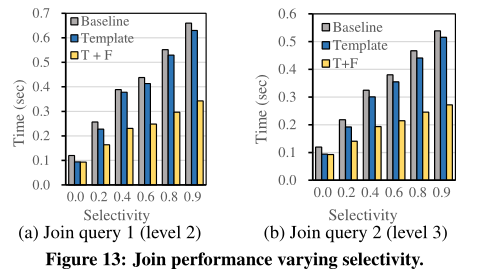 0.7
0.6
0.5
0.4
0.3
0.2
0.1
0.0
Time (sec)
Baseline
Template
T + F
0.0 0.2 0.4 0.6 0.8 0.9
Selectivity
(a) Join query 1 (level 2)
0.6
0.5
0.4
0.3
0.2
0.1
0.0
Time (sec)
Baseline
Template
T+F
0.0 0.2 0.4 0.6 0.8 0.9
Selectivity
(b) Join query 2 (level 3)
Figure 13: Join performance varying selectivity.